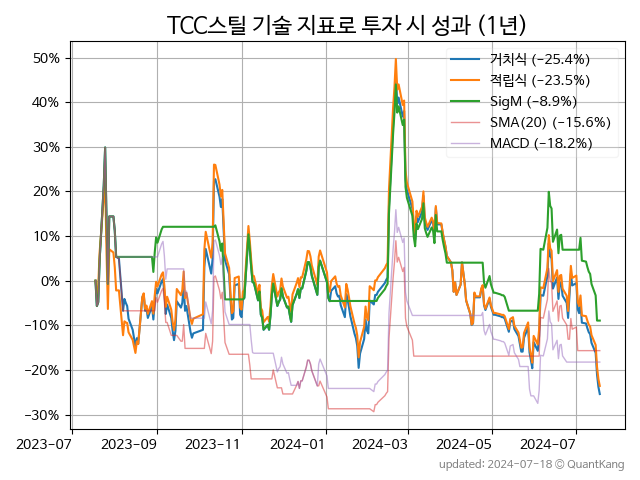 TCC스틸 기술 지표로 투자 시 성과 (1년)
50%
40%
30%
20%
10%
0%
−10%
−20%
−30%
거치식 (−25.4%)
적립식 (−23.5%)
SigM (−8.9%)
SMA(20) (−15.6%)
MACD (−18.2%)
2023-07 2023-09 2023-11 2024-01 2024-03 2024-05 2024-07
updated: 2024-07-18 © QuantKang